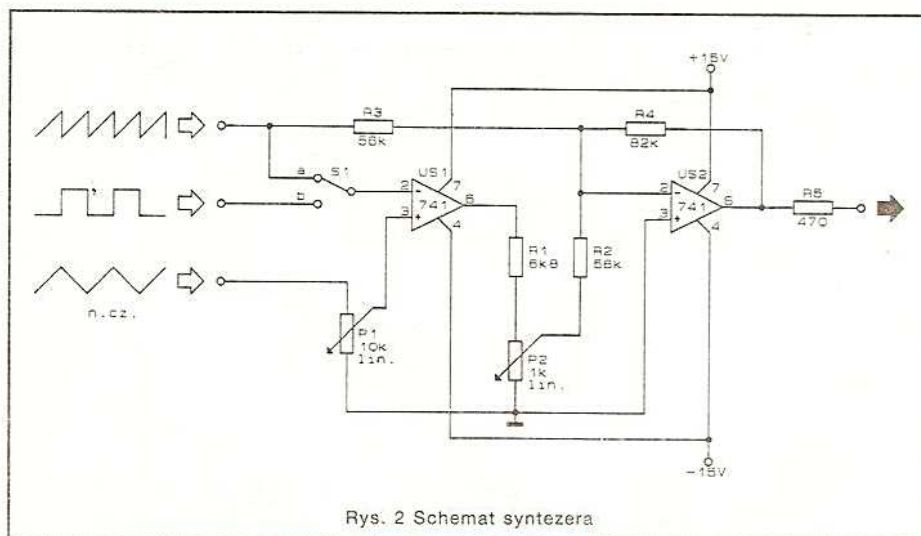 +15V
R3
56k
R4
82k
a
S1
b
US1
2
7
741
6
3
+
4
US2
2
7
741
6
3
+
4
R5
470
R1
6k8
R2
56k
n.cz.
P1
10k
lin.
P2
1k
lin.
-15V
Rys. 2 Schemat syntezera